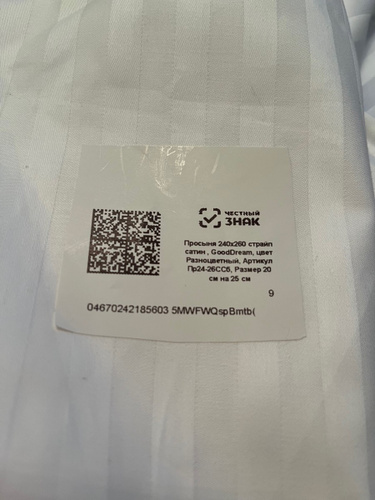 ЧЕСТНЫЙ
ЗНАК
Просыня 240х260 страйп
сатин , GoodDream, цвет
Разноцветный, Артикул
Пр24-26ССб, Размер 20
см на 25 см
9
04670242185603 5MWFWQspBmtb(